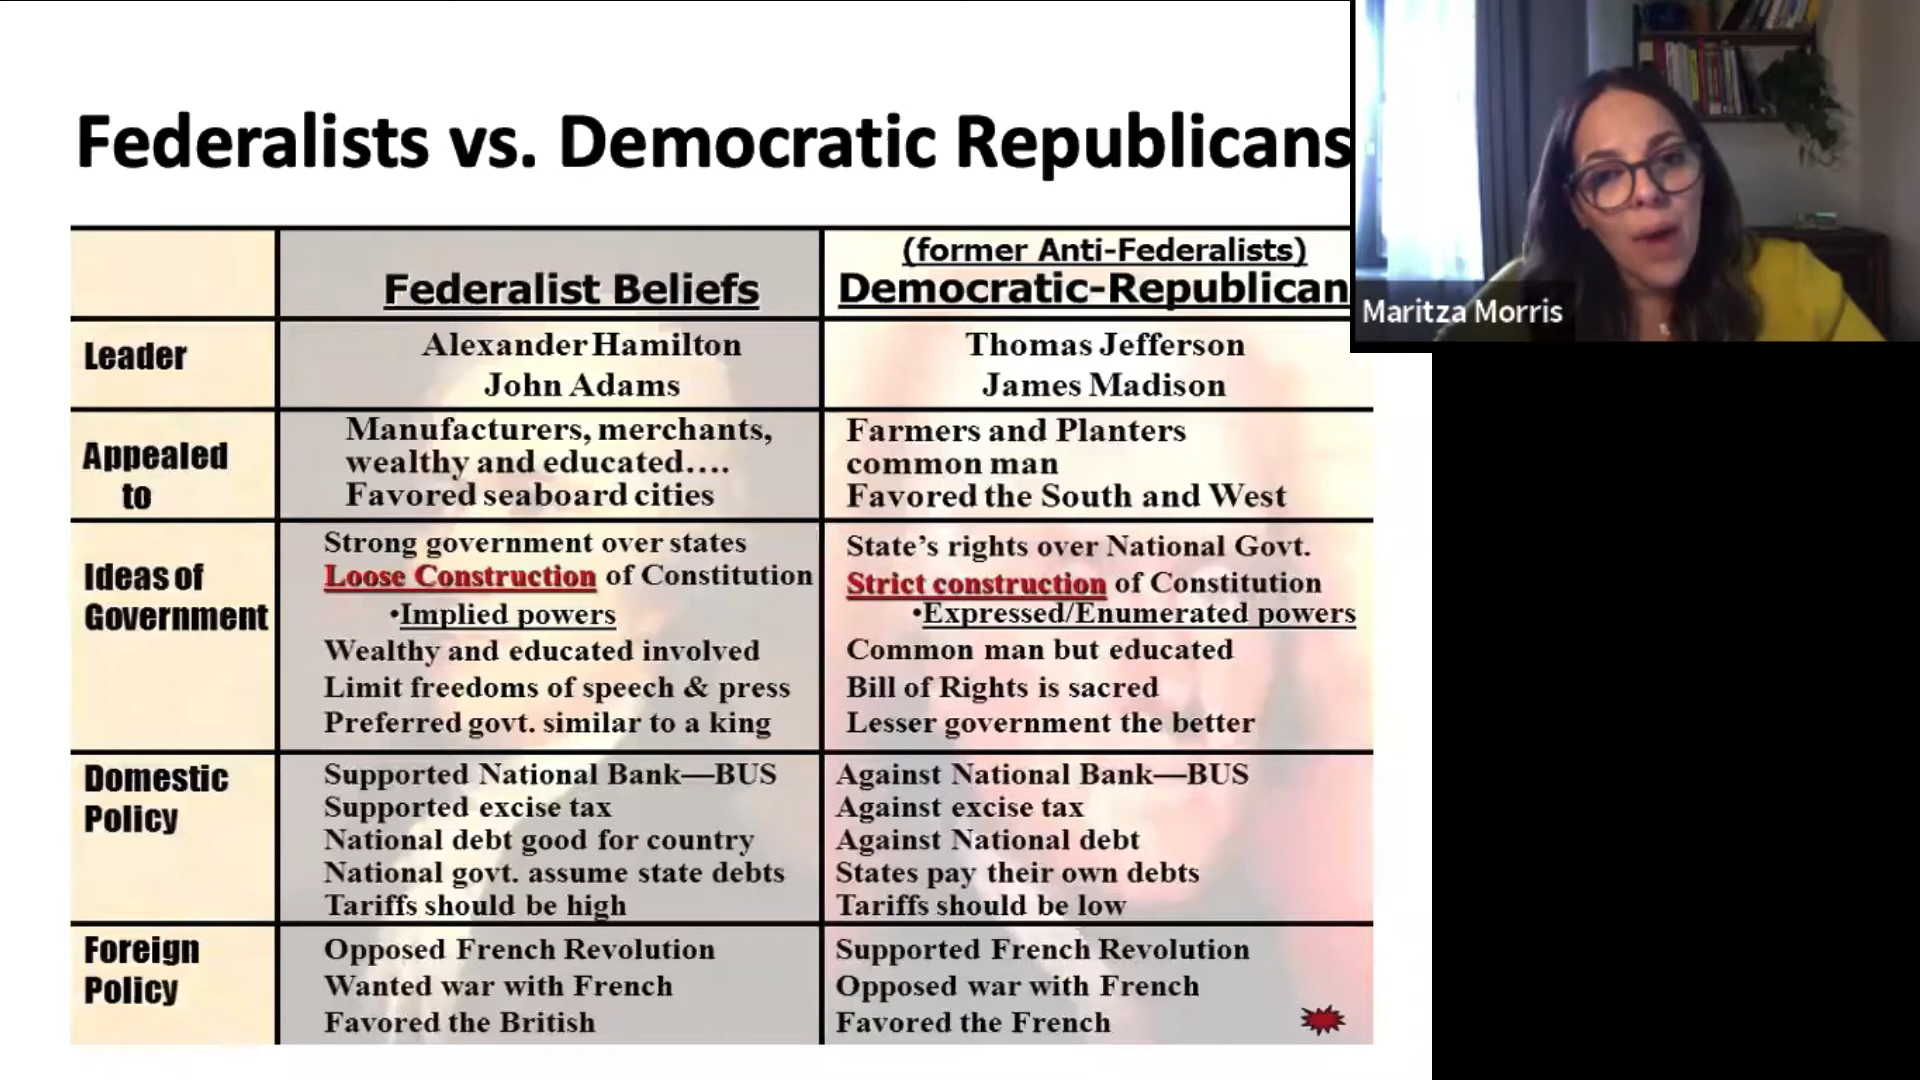 Federalists vs. Democratic Republicans
Maritza Morris
Federalist Beliefs
(former Anti-Federalists)
Democratic-Republican
Leader
Alexander Hamilton
John Adams
Thomas Jefferson
James Madison
Appealed
to
Manufacturers, merchants,
wealthy and educated....
Favored seaboard cities
Farmers and Planters
common man
Favored the South and West
Ideas of
Government
Strong government over states
Loose Construction of Constitution
•Implied powers
Wealthy and educated involved
Limit freedoms of speech & press
Preferred govt. similar to a king
State's rights over National Govt.
Strict construction of Constitution
•Expressed/Enumerated powers
Common man but educated
Bill of Rights is sacred
Lesser government the better
Domestic
Policy
Supported National Bank—BUS
Supported excise tax
National debt good for country
National govt. assume state debts
Tariffs should be high
Against National Bank—BUS
Against excise tax
Against National debt
States pay their own debts
Tariffs should be low
Foreign
Policy
Opposed French Revolution
Wanted war with French
Favored the British
Supported French Revolution
Opposed war with French
Favored the French